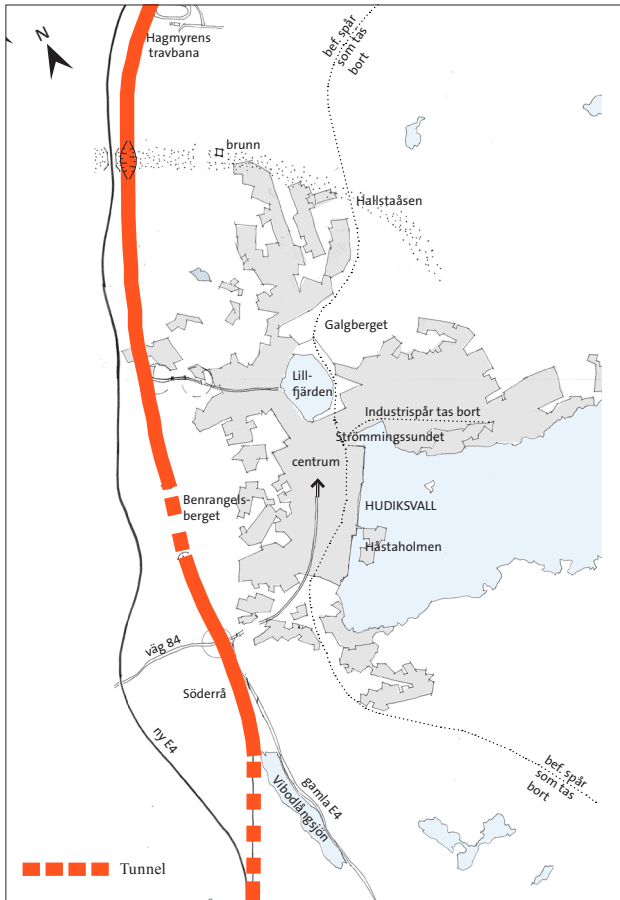 N
Hagmyrens
travbana
bef. spår
som tas
bort
brunn
Hallstaåsen
Galgberget
Lill-
fjärden
Industrispår tas bort
Strömmingssundet
centrum
Benrangels-
berget
HUDIKSVALL
Håstaholmen
väg 84
Söderrå
ny E4
gamla E4
Vibodlångsjön
bef. spår
som tas
bort
Tunnel